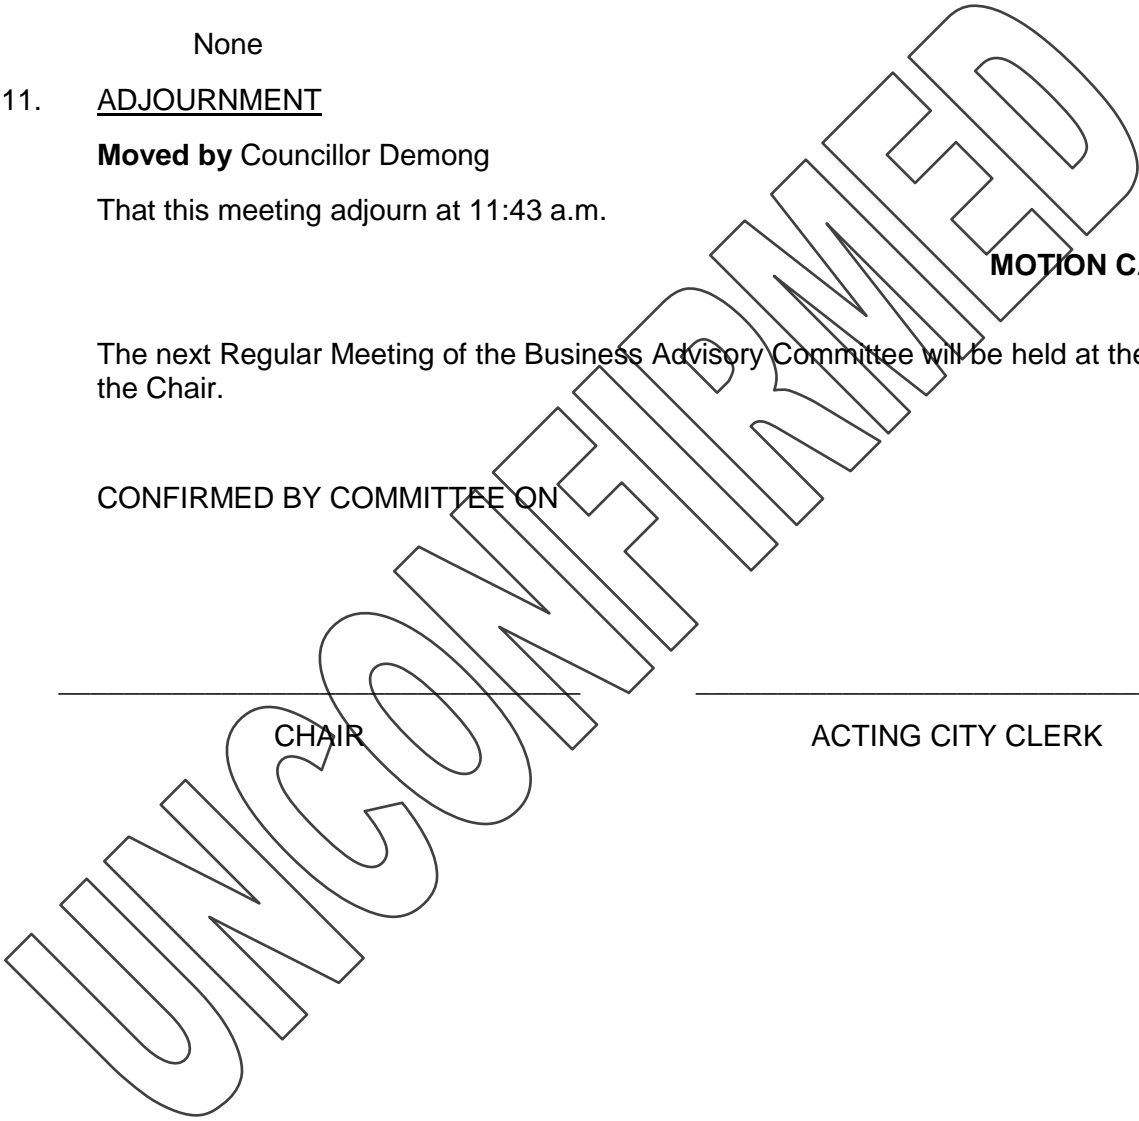 None
11. ADJOURNMENT
Moved by Councillor Demong
That this meeting adjourn at 11:43 a.m.
MOTION
The next Regular Meeting of the Business Advisory Committee will be held at the
the Chair.
CONFIRMED BY COMMITTEE ON
CHAIR ACTING CITY CLERK
UNCONFIRMED